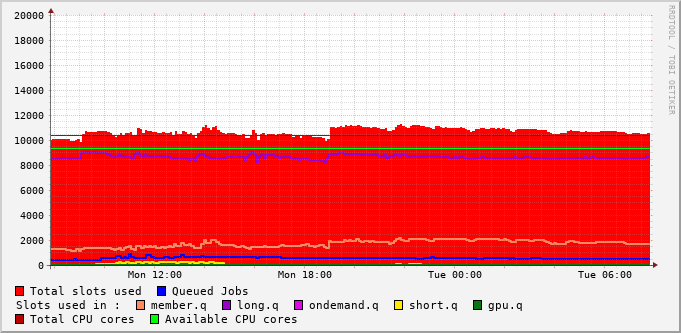 20000
18000
16000
14000
12000
10000
8000
6000
4000
2000
0
Mon 12:00 Mon 18:00 Tue 00:00 Tue 06:00
RRDTOOL / TOBI OETIKER
Total slots used Queued Jobs
Slots used in : member.q long.q ondemand.q short.q gpu.q
Total CPU cores Available CPU cores